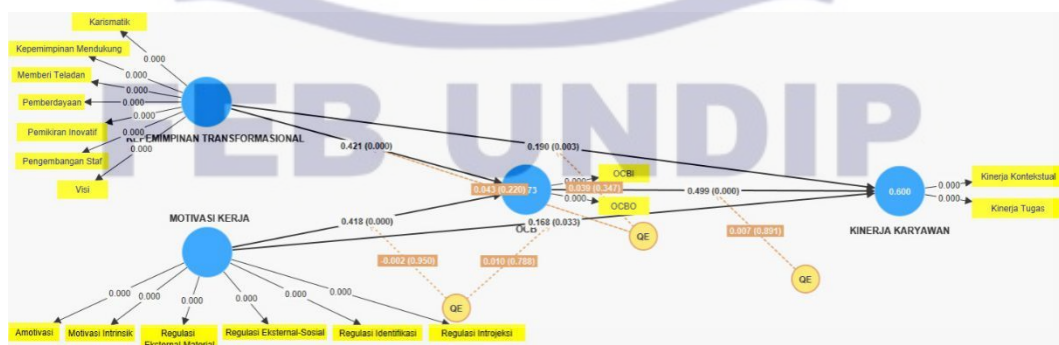 FEB UNDIP
Karismatik
0.000
Kepemimpinan Mendukung
0.000
Memberi Teladan
0.000
Pemberdayaan
0.000
Pemikiran Inovatif
0.000
Pengembangan Staf
0.000
Visi
KEPEMIMPINAN TRANSFORMASIONAL
0.421 (0.000)
0.190 (0.003)
0.043 (0.220)
0.039 (0.347)
0.000
OCBI
0.000
OCBO
OCB
0.499 (0.000)
0.600
KINERJA KARYAWAN
0.000
Kinerja Kontekstual
0.000
Kinerja Tugas
MOTIVASI KERJA
0.418 (0.000)
0.168 (0.033)
0.007 (0.891)
-0.002 (0.950)
0.010 (0.788)
QE
QE
QE
0.000
0.000
0.000
0.000
0.000
0.000
Amotivasi
Motivasi Intrinsik
Regulasi
Eksternal-Material
Regulasi Eksternal-Sosial
Regulasi Identifikasi
Regulasi Introjeksi